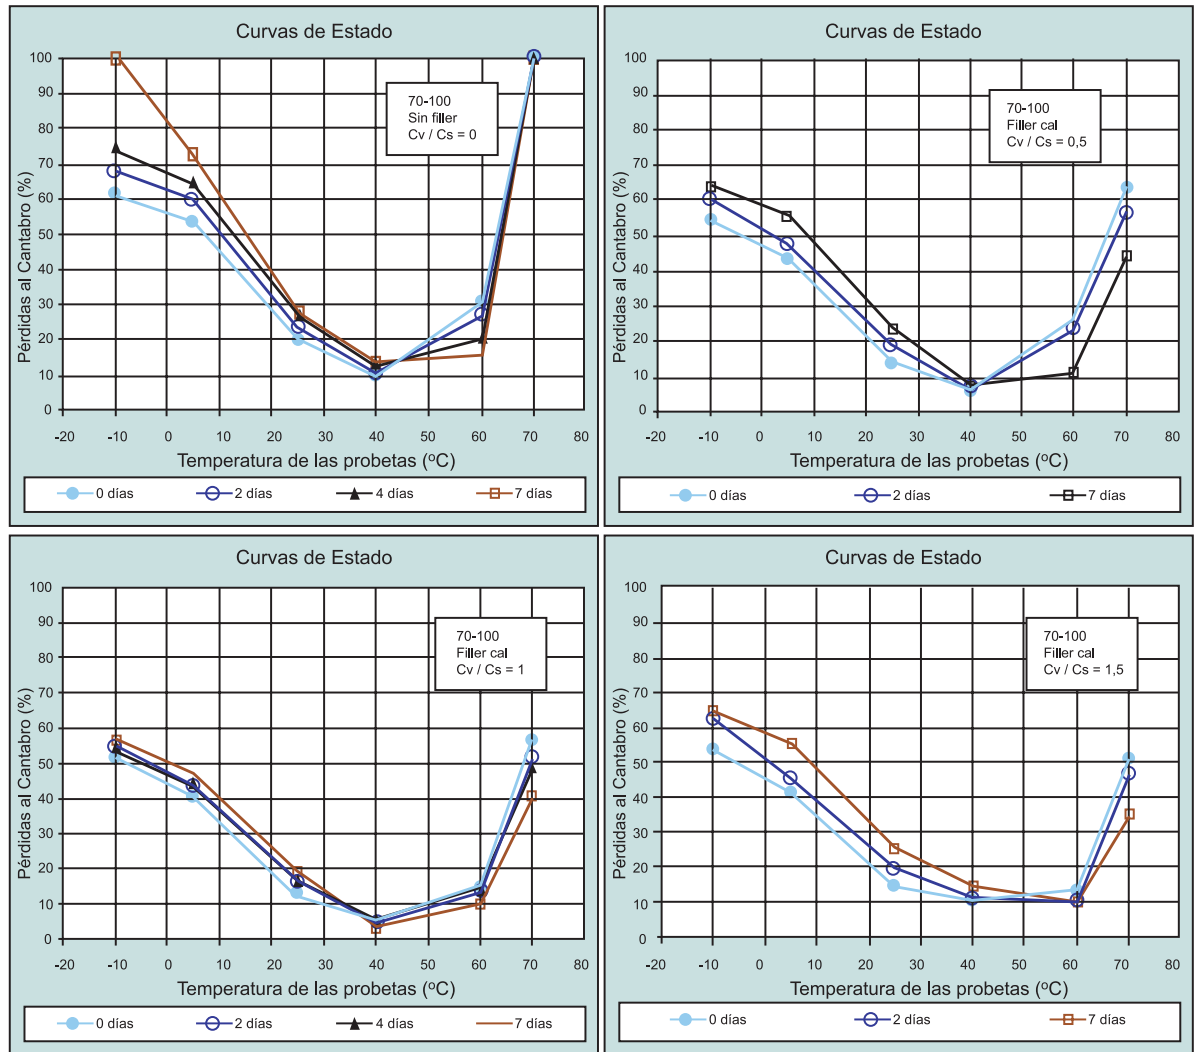 Curvas de Estado
Pérdidas al Cantabro (%)
100
90
80
70
60
50
40
30
20
10
0
70-100
Sin filler
Cv / Cs = 0
-20 -10 0 10 20 30 40 50 60 70 80
Temperatura de las probetas (ºC)
0 días 2 días 4 días 7 días
Curvas de Estado
Pérdidas al Cantabro (%)
100
90
80
70
60
50
40
30
20
10
0
70-100
Filler cal
Cv / Cs = 0,5
-20 -10 0 10 20 30 40 50 60 70 80
Temperatura de las probetas (ºC)
0 días 2 días 7 días
Curvas de Estado
Pérdidas al Cantabro (%)
100
90
80
70
60
50
40
30
20
10
0
70-100
Filler cal
Cv / Cs = 1
-20 -10 0 10 20 30 40 50 60 70 80
Temperatura de las probetas (ºC)
0 días 2 días 4 días 7 días
Curvas de Estado
Pérdidas al Cantabro (%)
100
90
80
70
60
50
40
30
20
10
0
70-100
Filler cal
Cv / Cs = 1,5
-20 -10 0 10 20 30 40 50 60 70 80
Temperatura de las probetas (ºC)
0 días 2 días 7 días